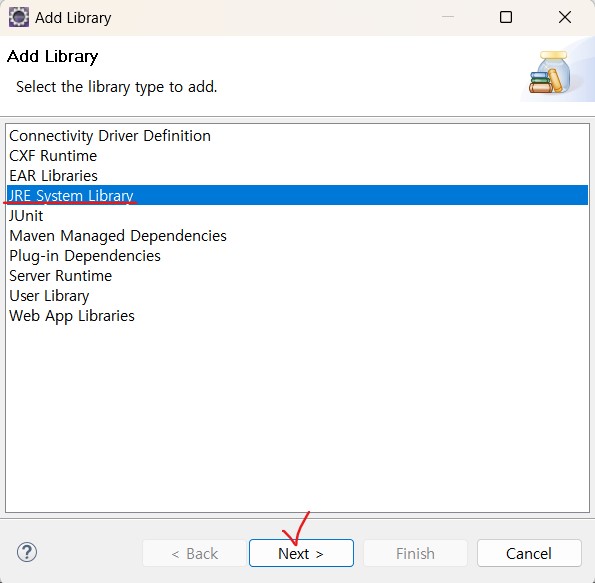 Add Library
Add Library
Select the library type to add.
Connectivity Driver Definition
CXF Runtime
EAR Libraries
JRE System Library
JUnit
Maven Managed Dependencies
Plug-in Dependencies
Server Runtime
User Library
Web App Libraries
? < Back Next > Finish Cancel